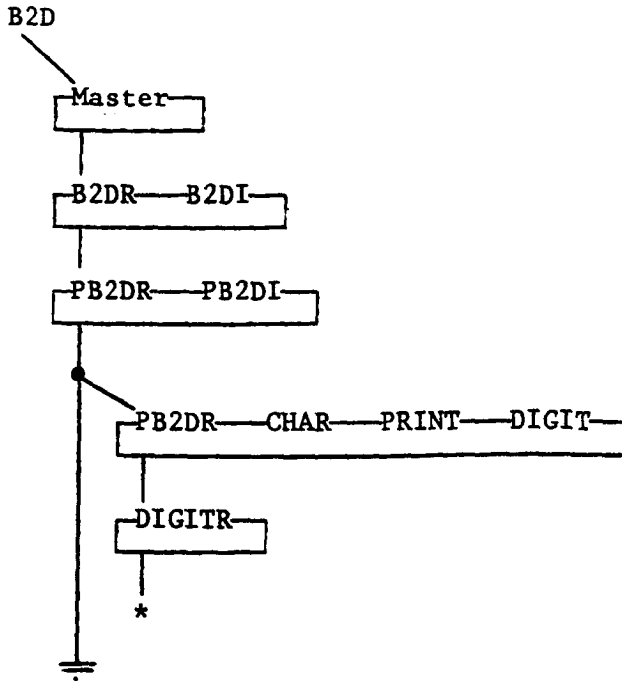 B2D
Master
B2DR B2DI
PB2DR PB2DI
PB2DR CHAR PRINT DIGIT
DIGITR
*